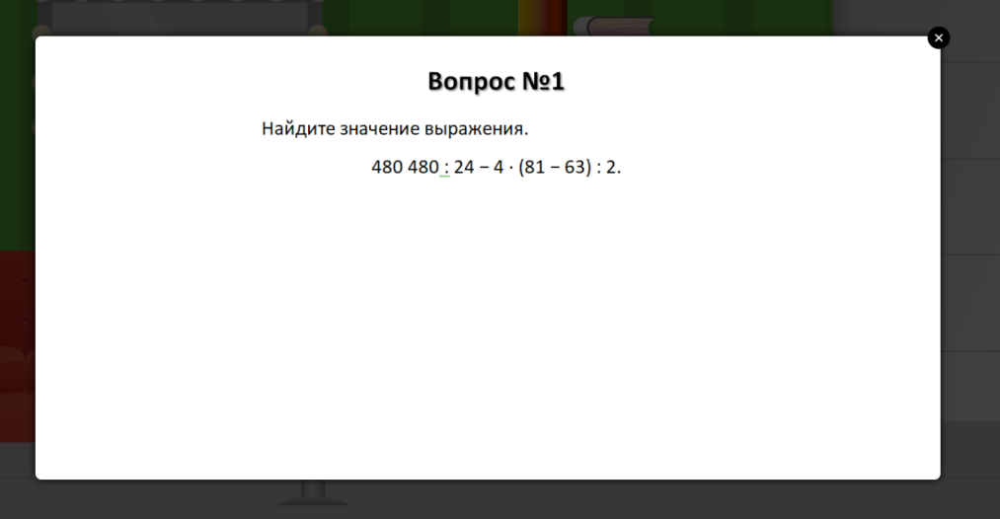 Вопрос №1
Найдите значение выражения.
480 480 : 24 – 4 · (81 – 63) : 2.